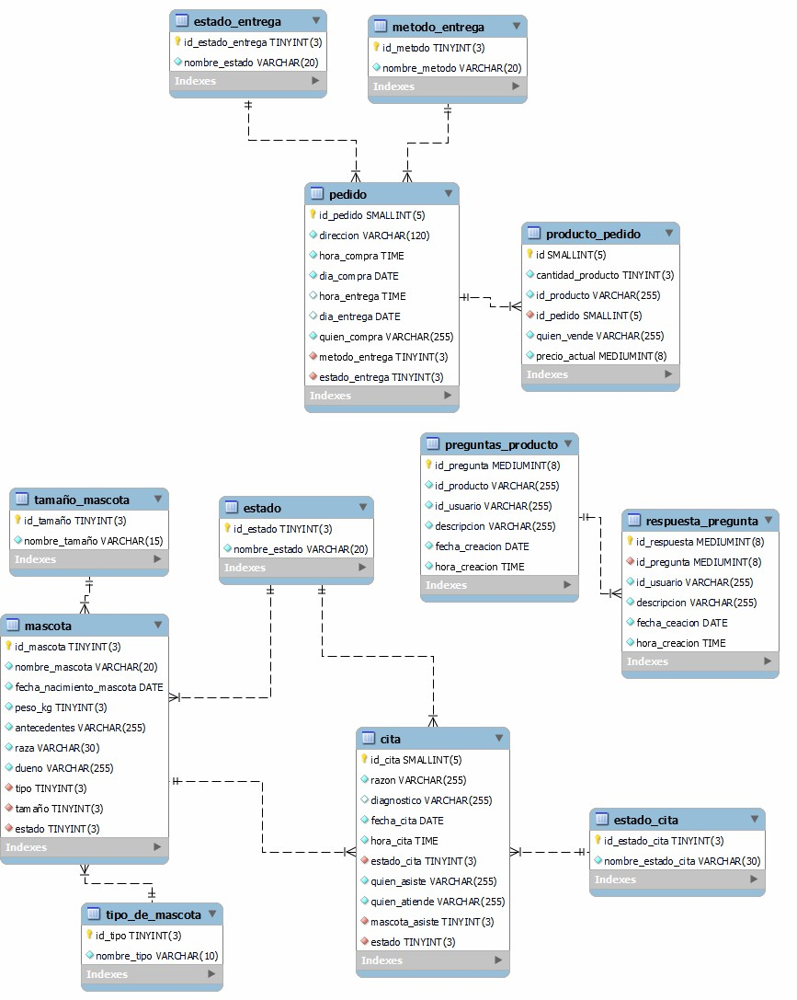 estado_entrega
id_estado_entrega TINYINT(3)
nombre_estado VARCHAR(20)
Indexes
metodo_entrega
id_metodo TINYINT(3)
nombre_metodo VARCHAR(20)
Indexes
pedido
id_pedido SMALLINT(5)
direccion VARCHAR(120)
hora_compra TIME
dia_compra DATE
hora_entrega TIME
dia_entrega DATE
quien_compra VARCHAR(255)
metodo_entrega TINYINT(3)
estado_entrega TINYINT(3)
Indexes
producto_pedido
id SMALLINT(5)
cantidad_producto TINYINT(3)
id_producto VARCHAR(255)
id_pedido SMALLINT(5)
quien_vende VARCHAR(255)
precio_actual MEDIUMINT(8)
Indexes
preguntas_producto
id_pregunta MEDIUMINT(8)
id_producto VARCHAR(255)
id_usuario VARCHAR(255)
descripcion VARCHAR(255)
fecha_creacion DATE
hora_creacion TIME
Indexes
respuesta_pregunta
id_respuesta MEDIUMINT(8)
id_pregunta MEDIUMINT(8)
id_usuario VARCHAR(255)
descripcion VARCHAR(255)
fecha_ceacion DATE
hora_creacion TIME
Indexes
tamaño_mascota
id_tamaño TINYINT(3)
nombre_tamaño VARCHAR(15)
Indexes
estado
id_estado TINYINT(3)
nombre_estado VARCHAR(20)
Indexes
mascota
id_mascota TINYINT(3)
nombre_mascota VARCHAR(20)
fecha_nacimiento_mascota DATE
peso_kg TINYINT(3)
antecedentes VARCHAR(255)
raza VARCHAR(30)
dueno VARCHAR(255)
tipo TINYINT(3)
tamaño TINYINT(3)
estado TINYINT(3)
Indexes
cita
id_cita SMALLINT(5)
razon VARCHAR(255)
diagnostico VARCHAR(255)
fecha_cita DATE
hora_cita TIME
estado_cita TINYINT(3)
quien_asiste VARCHAR(255)
quien_atiende VARCHAR(255)
mascota_asiste TINYINT(3)
estado TINYINT(3)
Indexes
estado_cita
id_estado_cita TINYINT(3)
nombre_estado_cita VARCHAR(30)
Indexes
tipo_de_mascota
id_tipo TINYINT(3)
nombre_tipo VARCHAR(10)
Indexes